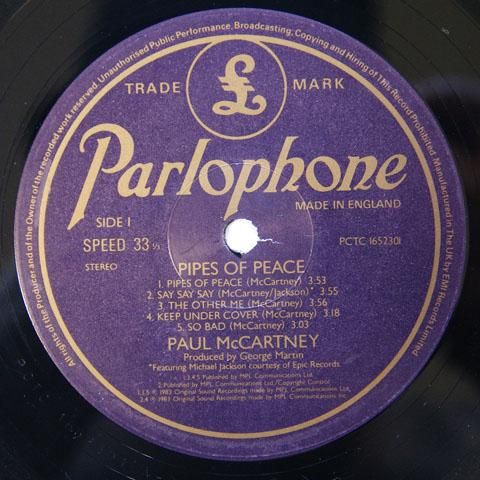 All rights of the Producer and of the Owner of the recorded work reserved. Unauthorised Public Performance, Broadcasting, Copying and Hiring of This Record Prohibited. Manufactured in The UK by EMI Records Limited
£
TRADE MARK
Parlophone
MADE IN ENGLAND
SIDE 1
SPEED 33 1/3
PCTC 1652301
STEREO
PIPES OF PEACE
1. PIPES OF PEACE (McCartney) 3:53
2. SAY SAY SAY (McCartney/Jackson)* 3:55
3. THE OTHER ME (McCartney) 3:56
4. KEEP UNDER COVER (McCartney) 3:18
5. SO BAD (McCartney) 3:03
PAUL McCARTNEY
Produced by George Martin
*Featuring Michael Jackson courtesy of Epic Records
1.3.4.5 Published by MPL Communications Ltd.
2. Published by MPL Communications Ltd./Copyright Control
1.3.5 ℗ 1983 Original Sound Recordings made by MPL Communications Inc.
2.4 ℗ 1983 Original Sound Recordings made by MPL Communications Ltd.